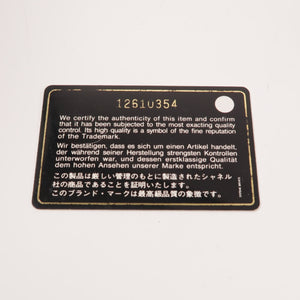 1261U354
We certify the authenticity of this item and confirm
that it has been subjected to the most exacting quality
control. Its high quality is a symbol of the fine reputation
of the Trademark.
Wir bestätigen, dass es sich um einen Artikel handelt,
der während seiner Herstellung strengsten Kontrollen
unterworfen war, und dessen erstklassige Qualität
dem hohen Ansehen unserer Marke entspricht.
この製品は厳しい管理のもとに製造されたシャネル
社の商品であることを証明いたします。
このブランド・マークは最高級品質の象徴です。